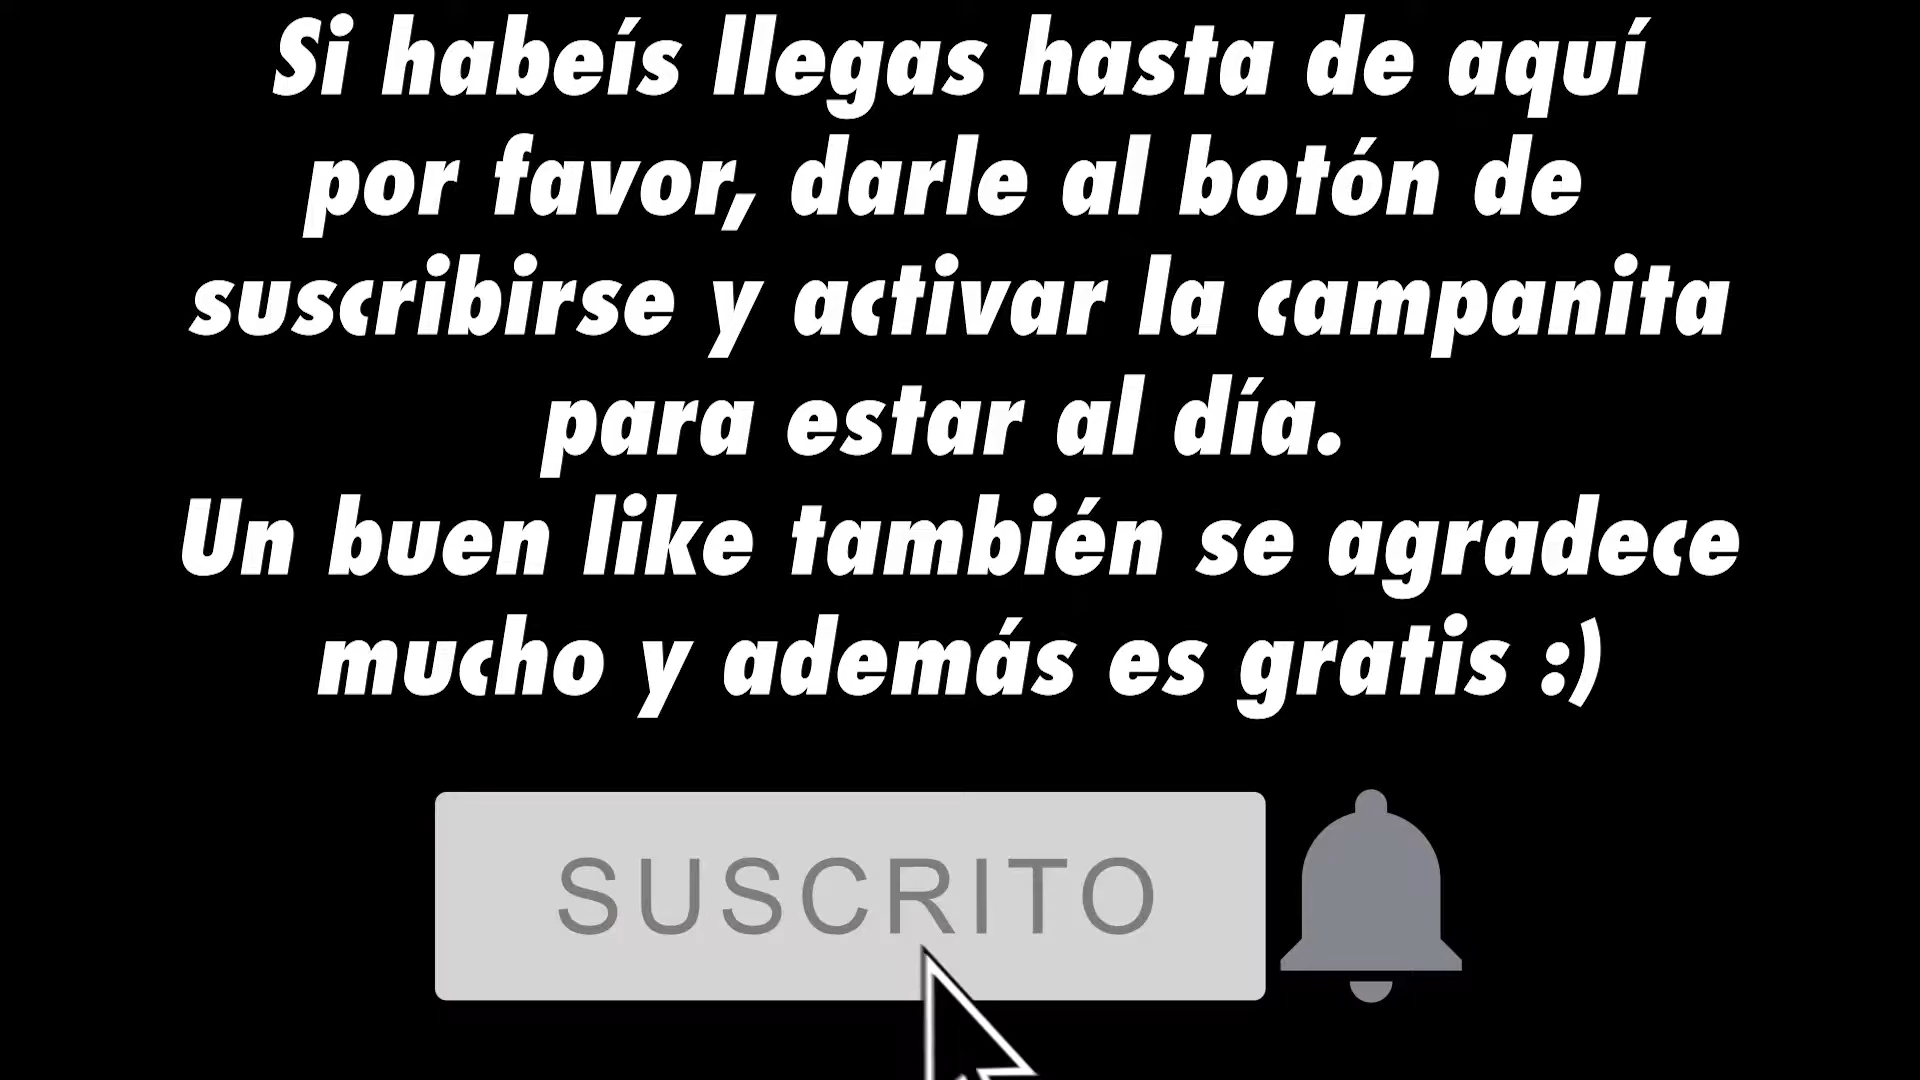 Si habeís llegas hasta de aquí
por favor, darle al botón de
suscribirse y activar la campanita
para estar al día.
Un buen like también se agradece
mucho y además es gratis :)
SUSCRITO